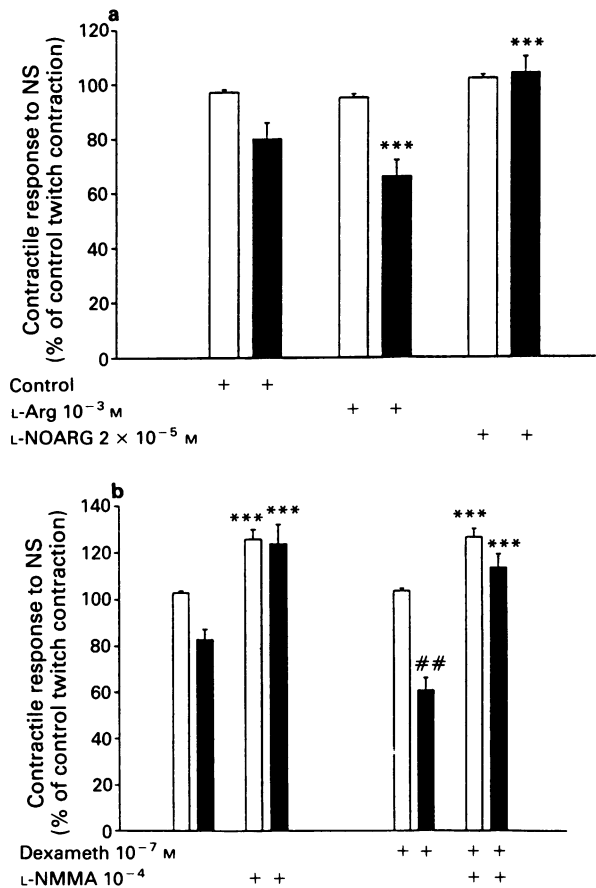 a
Contractile response to NS
(% of control twitch contraction)
120
100
80
60
40
20
0
***
***
Control + +
L-Arg 10⁻³ M + +
L-NOARG 2 × 10⁻⁵ M + +
b
Contractile response to NS
(% of control twitch contraction)
140
120
100
80
60
40
20
0
*** ***
***
***
##
Dexameth 10⁻⁷ M + + + +
L-NMMA 10⁻⁴ + + + +